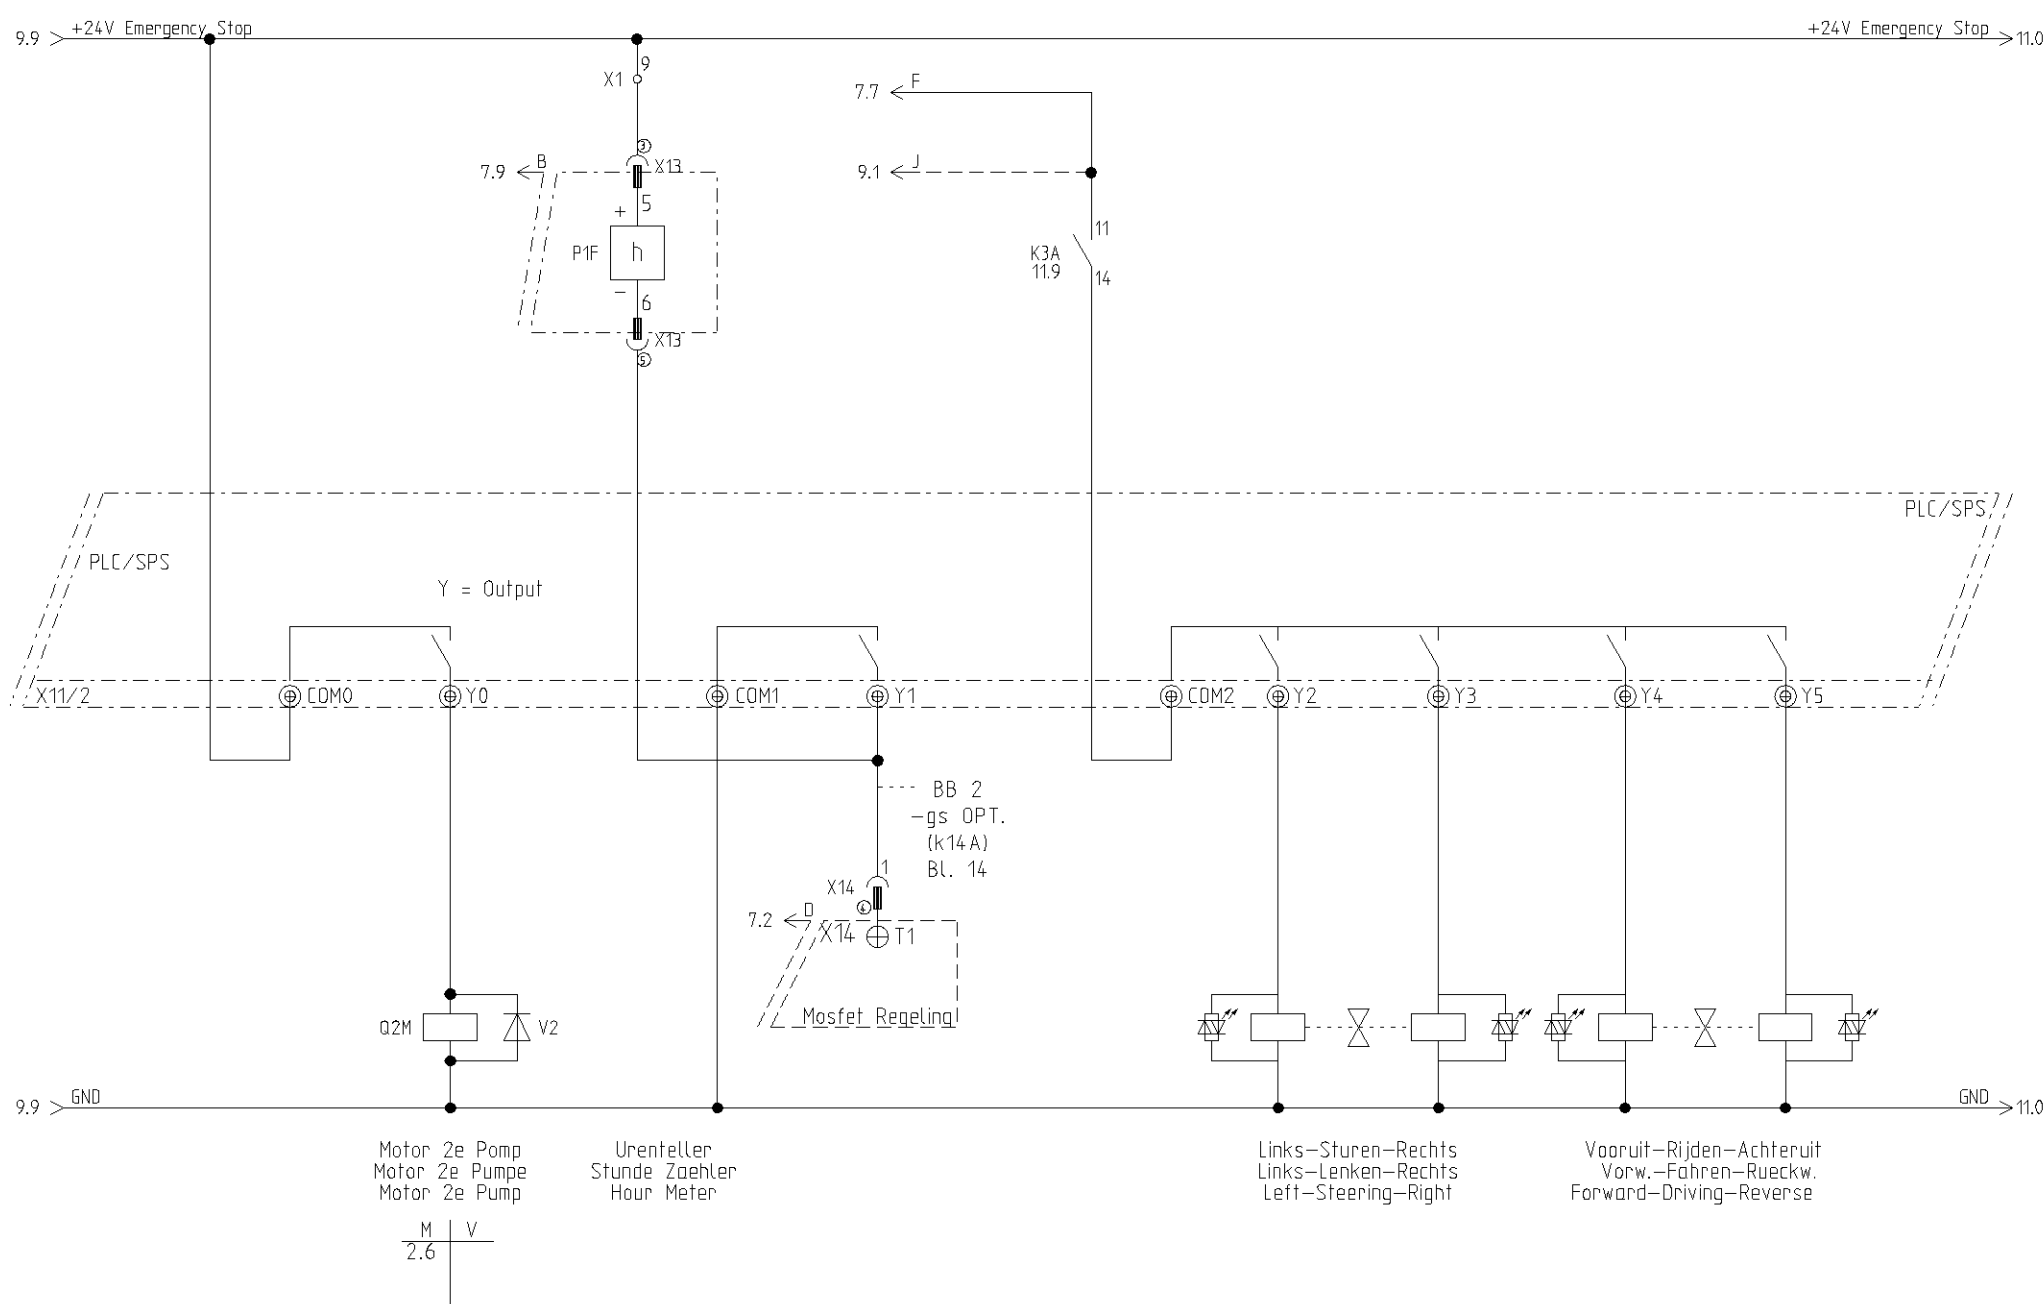 +24V Emergency Stop
+24V Emergency Stop
9.9
11.0
9
X1
7.7
F
3
X13
7.9
B
9.1
J
5
+
P1F
h
11
K3A
11.9
14
-
6
X13
5
PLC/SPS
PLC/SPS
Y = Output
X11/2
COM0
Y0
COM1
Y1
COM2
Y2
Y3
Y4
Y5
BB 2
-gs OPT.
(k14A)
Bl. 14
1
X14
4
7.2
D
X14
T1
Mosfet Regeling
Q2M
V2
9.9
GND
GND
11.0
Motor 2e Pomp
Motor 2e Pumpe
Motor 2e Pump
Urenteller
Stunde Zaehler
Hour Meter
Links-Sturen-Rechts
Links-Lenken-Rechts
Left-Steering-Right
Vooruit-Rijden-Achteruit
Vorw.-Fahren-Rueckw.
Forward-Driving-Reverse
M V
2.6